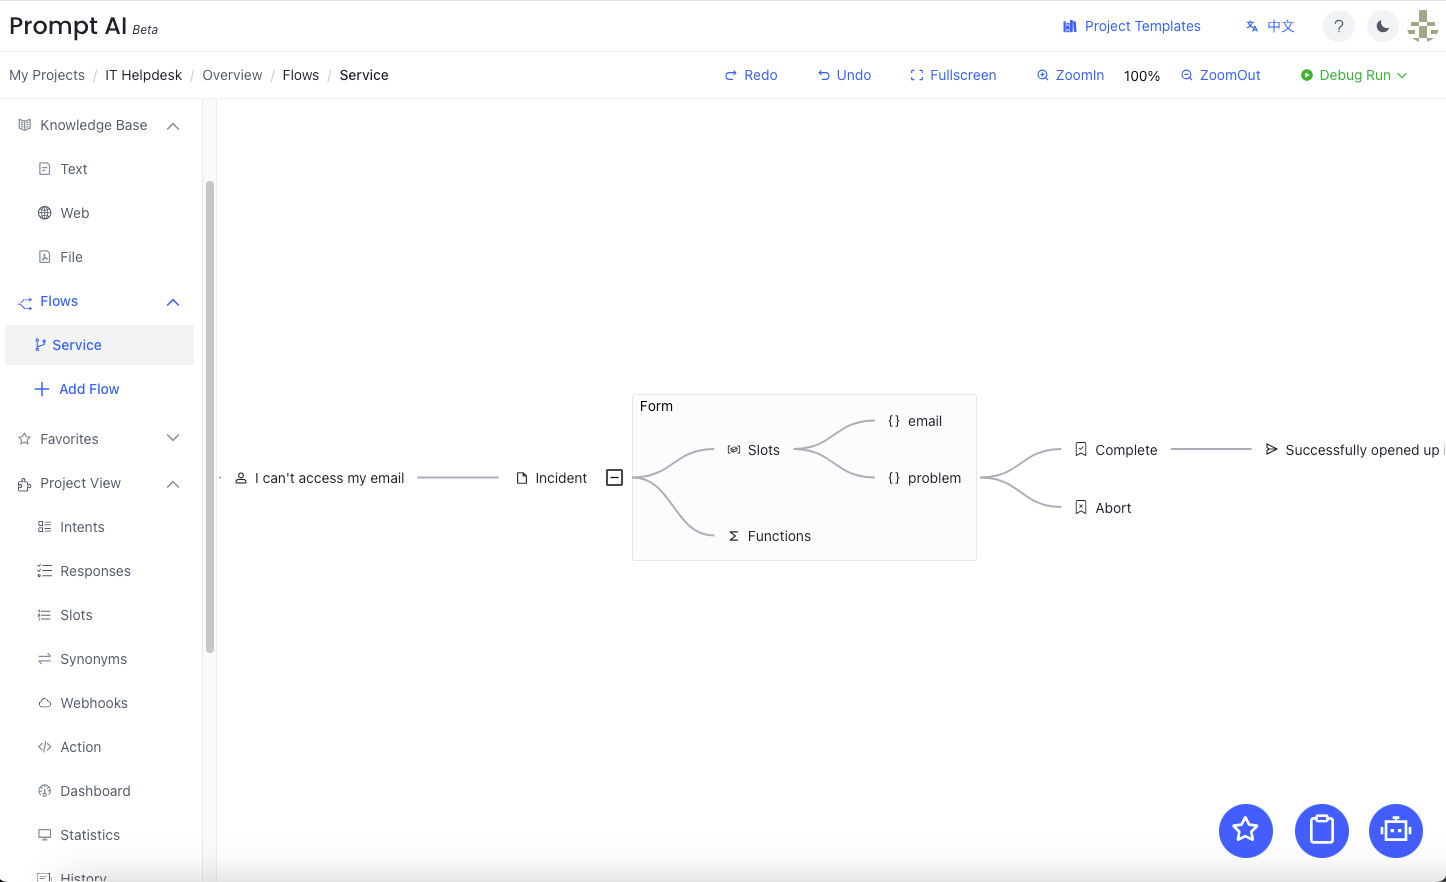 Prompt AI Beta
Project Templates
中文
?
My Projects / IT Helpdesk / Overview / Flows / Service
Redo
Undo
Fullscreen
ZoomIn
100%
ZoomOut
Debug Run
Knowledge Base
Text
Web
File
Flows
Service
Add Flow
Favorites
Project View
Intents
Responses
Slots
Synonyms
Webhooks
Action
Dashboard
Statistics
History
I can't access my email
Incident
Form
Slots
{} email
{} problem
Σ Functions
Complete
Abort
Successfully opened up i